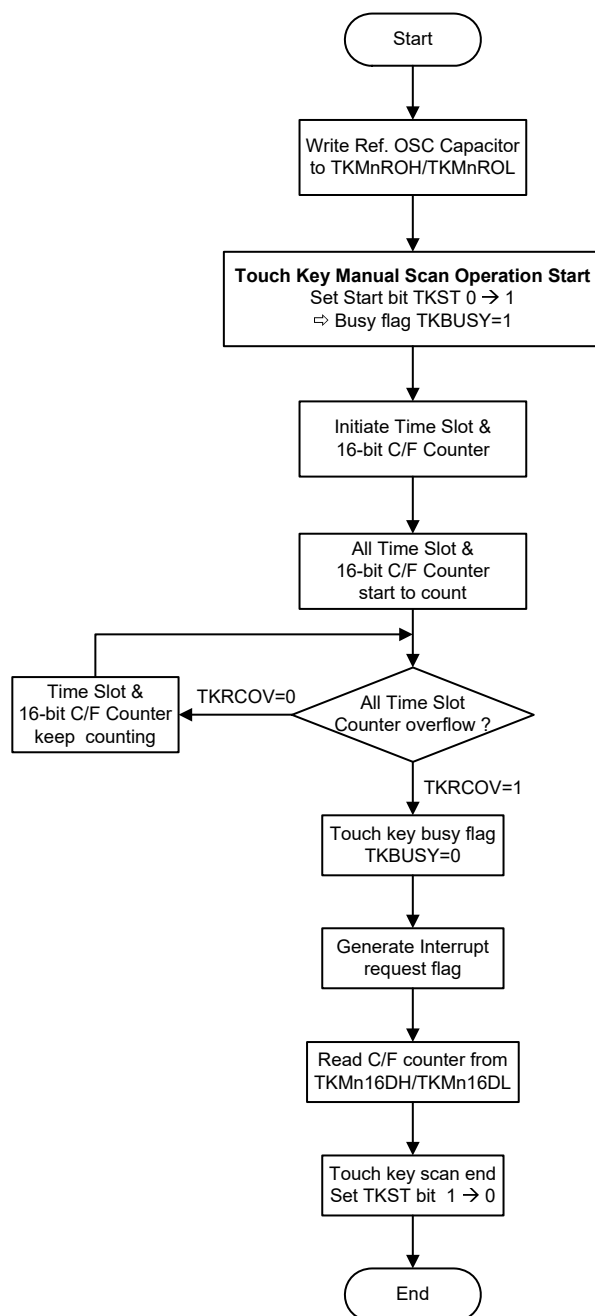 Start
Write Ref. OSC Capacitor
to TKMnROH/TKMnROL
Touch Key Manual Scan Operation Start
Set Start bit TKST 0 → 1
⇨ Busy flag TKBUSY=1
Initiate Time Slot &
16-bit C/F Counter
All Time Slot &
16-bit C/F Counter
start to count
Time Slot &
16-bit C/F Counter
keep counting
TKRCOV=0
All Time Slot
Counter overflow ?
TKRCOV=1
Touch key busy flag
TKBUSY=0
Generate Interrupt
request flag
Read C/F counter from
TKMn16DH/TKMn16DL
Touch key scan end
Set TKST bit 1 → 0
End